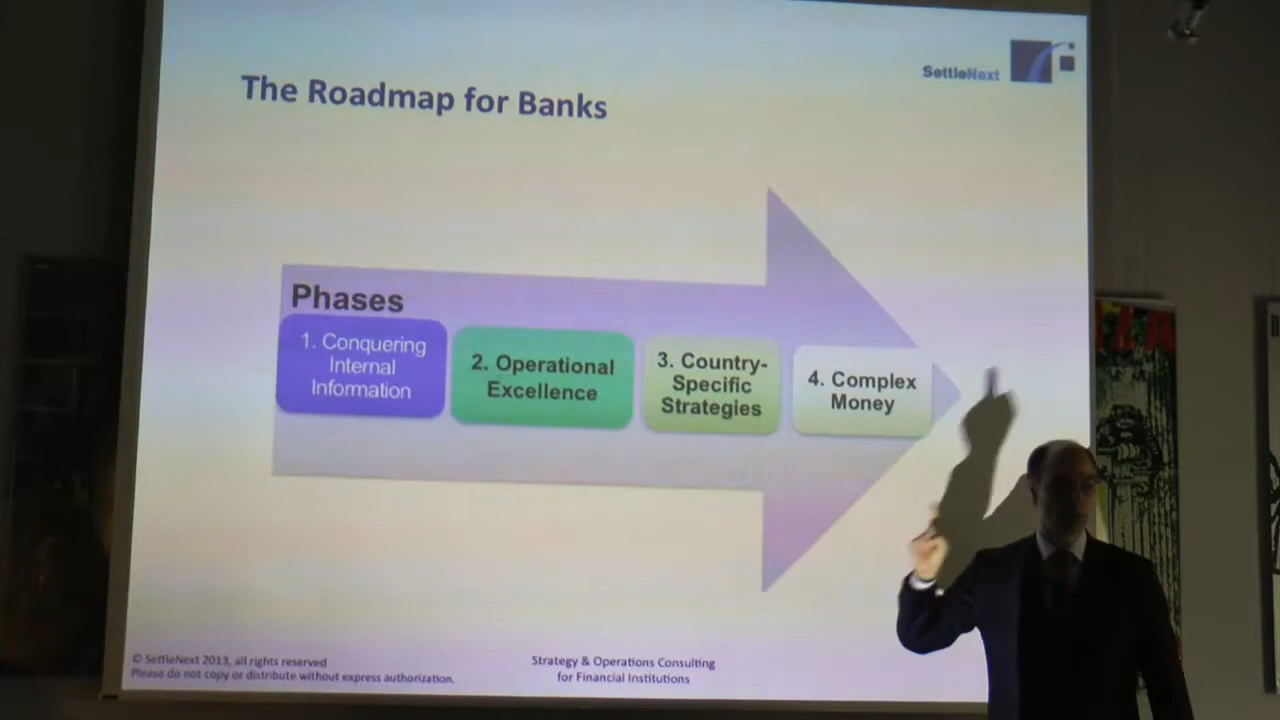 SettleNext
The Roadmap for Banks
Phases
1. Conquering
Internal
Information
2. Operational
Excellence
3. Country-
Specific
Strategies
4. Complex
Money
© SettleNext 2013, all rights reserved
Please do not copy or distribute without express authorization.
Strategy & Operations Consulting
for Financial Institutions